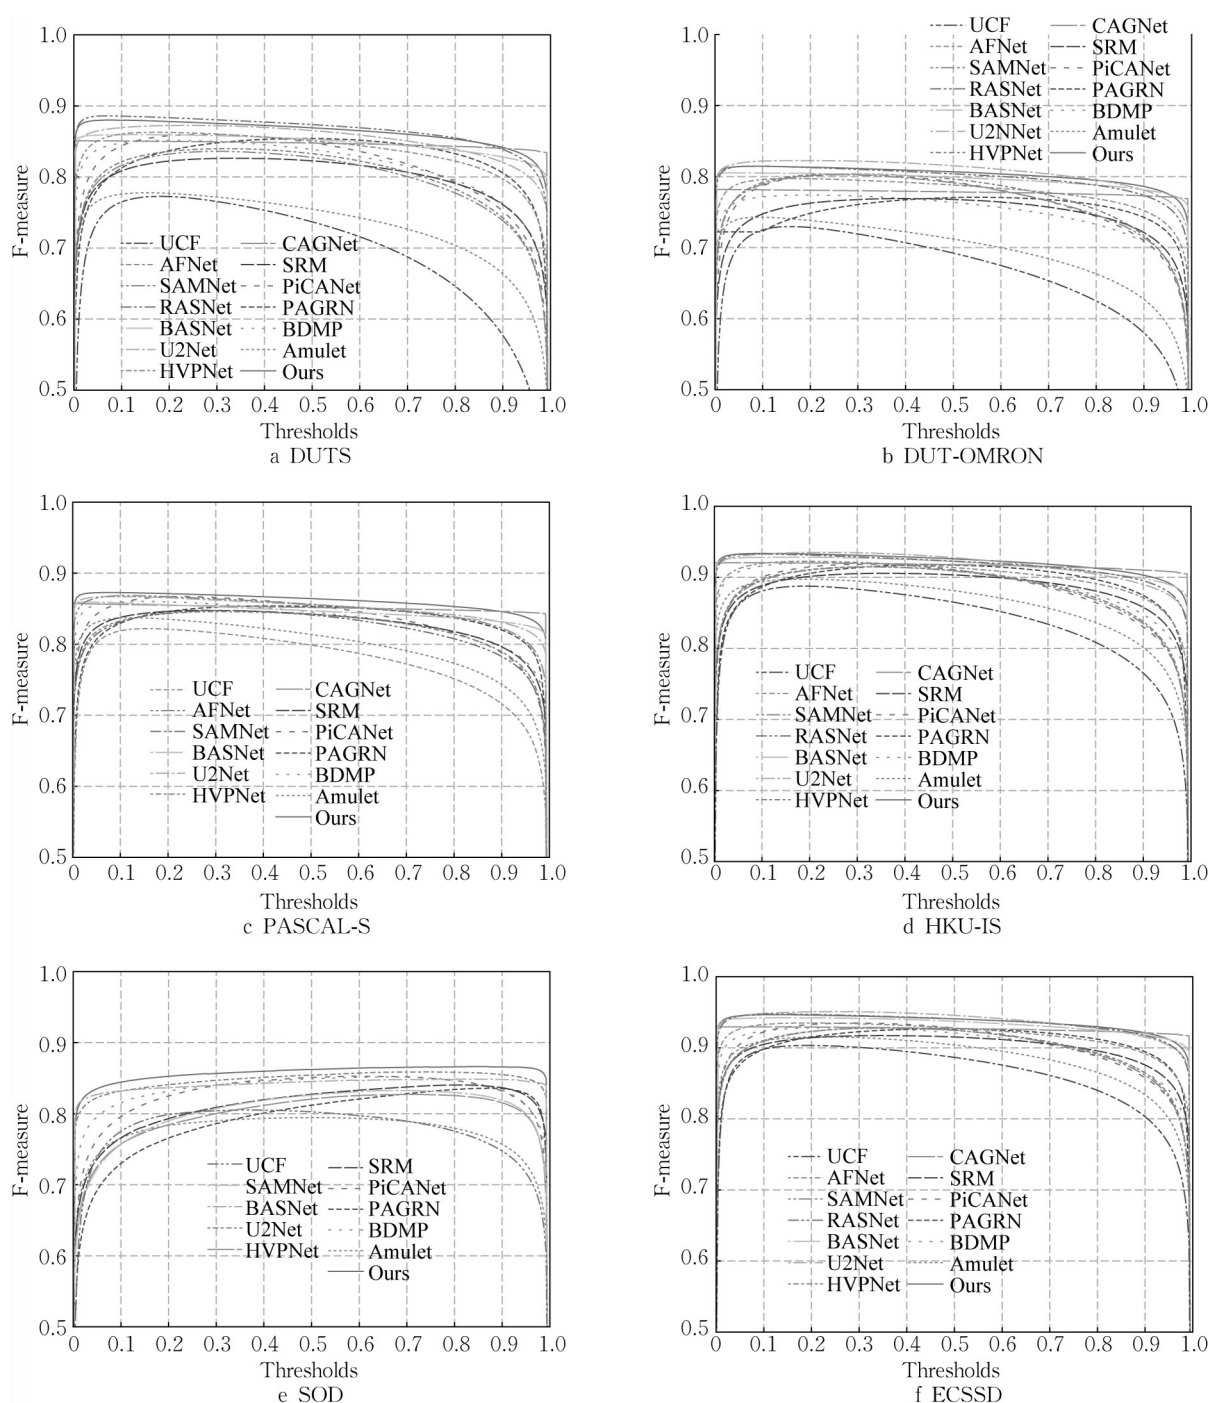 1.0
0.9
0.8
0.7
0.6
0.5
F-measure
UCF CAGNet
AFNet SRM
SAMNet PiCANet
RASNet PAGRN
BASNet BDMP
U2Net Amulet
HVPNet Ours
0 0.1 0.2 0.3 0.4 0.5 0.6 0.7 0.8 0.9 1.0
Thresholds
a DUTS
UCF CAGNet
AFNet SRM
1.0
SAMNet PiCANet
RASNet PAGRN
0.9
BASNet BDMP
U2NNet Amulet
HVPNet Ours
0.8
0.7
0.6
0.5
F-measure
0 0.1 0.2 0.3 0.4 0.5 0.6 0.7 0.8 0.9 1.0
Thresholds
b DUT-OMRON
1.0
0.9
0.8
0.7
0.6
0.5
F-measure
UCF CAGNet
AFNet SRM
SAMNet PiCANet
BASNet PAGRN
U2Net BDMP
HVPNet Amulet
Ours
0 0.1 0.2 0.3 0.4 0.5 0.6 0.7 0.8 0.9 1.0
Thresholds
c PASCAL-S
1.0
0.9
0.8
0.7
0.6
0.5
F-measure
UCF CAGNet
AFNet SRM
SAMNet PiCANet
RASNet PAGRN
BASNet BDMP
U2Net Amulet
HVPNet Ours
0 0.1 0.2 0.3 0.4 0.5 0.6 0.7 0.8 0.9 1.0
Thresholds
d HKU-IS
1.0
0.9
0.8
0.7
0.6
0.5
F-measure
UCF SRM
SAMNet PiCANet
BASNet PAGRN
U2Net BDMP
HVPNet Amulet
Ours
0 0.1 0.2 0.3 0.4 0.5 0.6 0.7 0.8 0.9 1.0
Thresholds
e SOD
1.0
0.9
0.8
0.7
0.6
0.5
F-measure
UCF CAGNet
AFNet SRM
SAMNet PiCANet
RASNet PAGRN
BASNet BDMP
U2Net Amulet
HVPNet Ours
0 0.1 0.2 0.3 0.4 0.5 0.6 0.7 0.8 0.9 1.0
Thresholds
f ECSSD